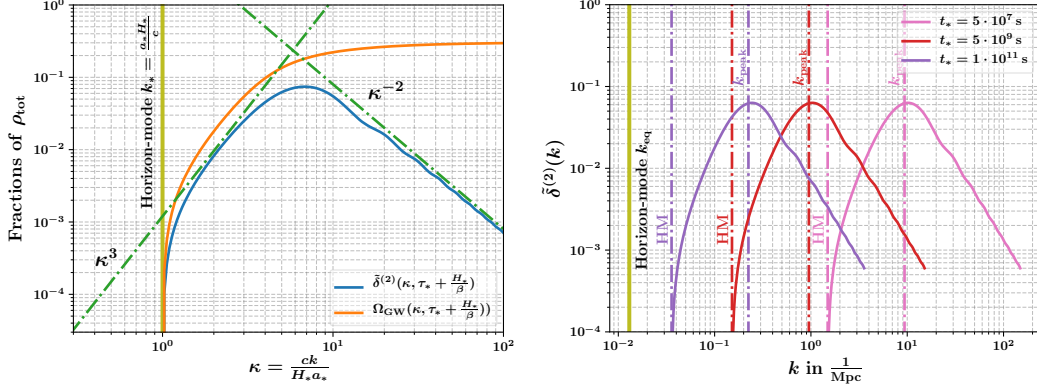 Fractions of ρ_tot
10^0
10^-1
10^-2
10^-3
10^-4
Horizon-mode k_* = a_*H_*/c
κ^-2
κ^3
δ̃^(2)(κ, τ_* + H_*/β)
Ω_GW(κ, τ_* + H_*/β))
10^0
10^1
10^2
κ = ck/(H_*a_*)
δ̃^(2)(k)
10^0
10^-1
10^-2
10^-3
10^-4
t_* = 5 · 10^7 s
t_* = 5 · 10^9 s
t_* = 1 · 10^11 s
Horizon-mode k_eq
HM
k_peak
HM
k_peak
HM
10^-2
10^-1
10^0
10^1
10^2
k in 1/Mpc